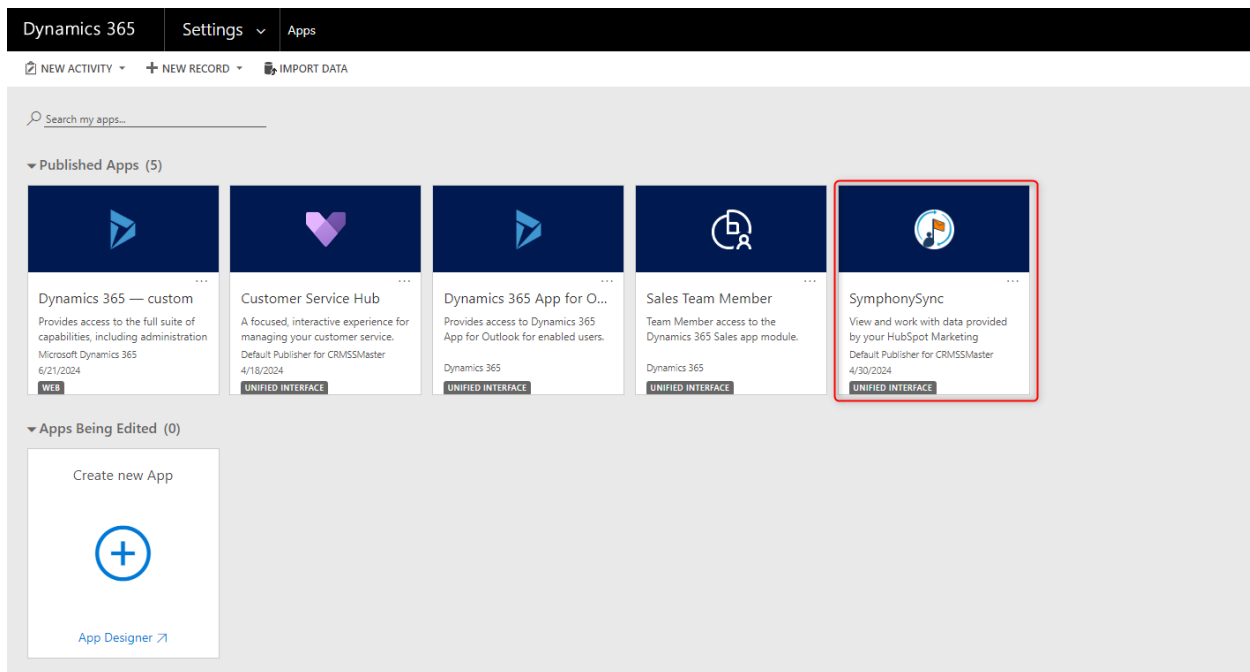 Dynamics 365 Settings Apps
NEW ACTIVITY NEW RECORD IMPORT DATA
Search my apps...
Published Apps (5)
Dynamics 365 — custom
Provides access to the full suite of
capabilities, including administration
Microsoft Dynamics 365
6/21/2024
WEB
Customer Service Hub
A focused, interactive experience for
managing your customer service.
Default Publisher for CRMSSMaster
4/18/2024
UNIFIED INTERFACE
Dynamics 365 App for O...
Provides access to Dynamics 365
App for Outlook for enabled users.
Dynamics 365
UNIFIED INTERFACE
Sales Team Member
Team Member access to the
Dynamics 365 Sales app module.
Dynamics 365
UNIFIED INTERFACE
SymphonySync
View and work with data provided
by your HubSpot Marketing
Default Publisher for CRMSSMaster
4/30/2024
UNIFIED INTERFACE
Apps Being Edited (0)
Create new App
App Designer